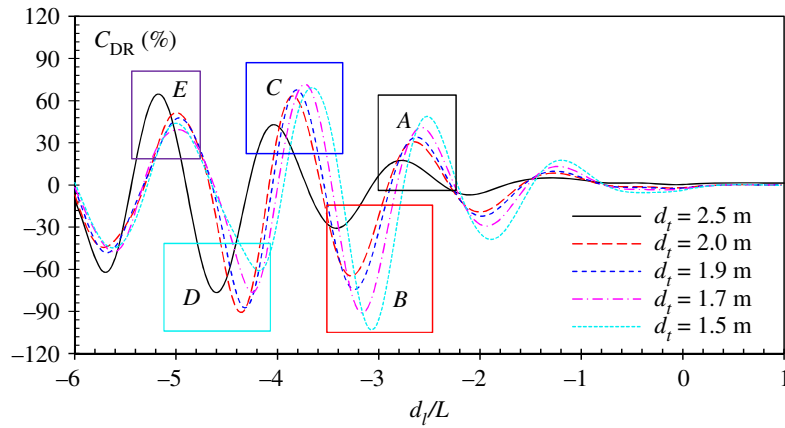 120
C_DR (%)
90
60
30
0
−30
−60
−90
−120
E
C
A
D
B
d_t = 2.5 m
d_t = 2.0 m
d_t = 1.9 m
d_t = 1.7 m
d_t = 1.5 m
−6 −5 −4 −3 −2 −1 0 1
d_l/L